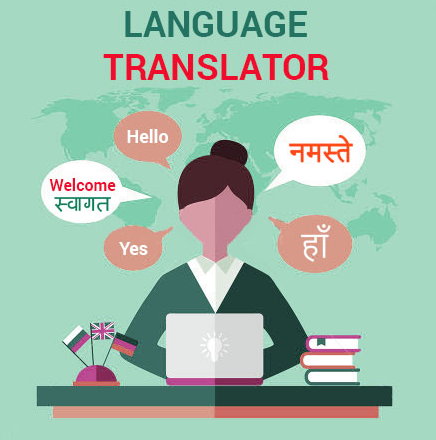 LANGUAGE
TRANSLATOR
Hello
नमस्ते
Welcome
स्वागत
Yes
हाँ